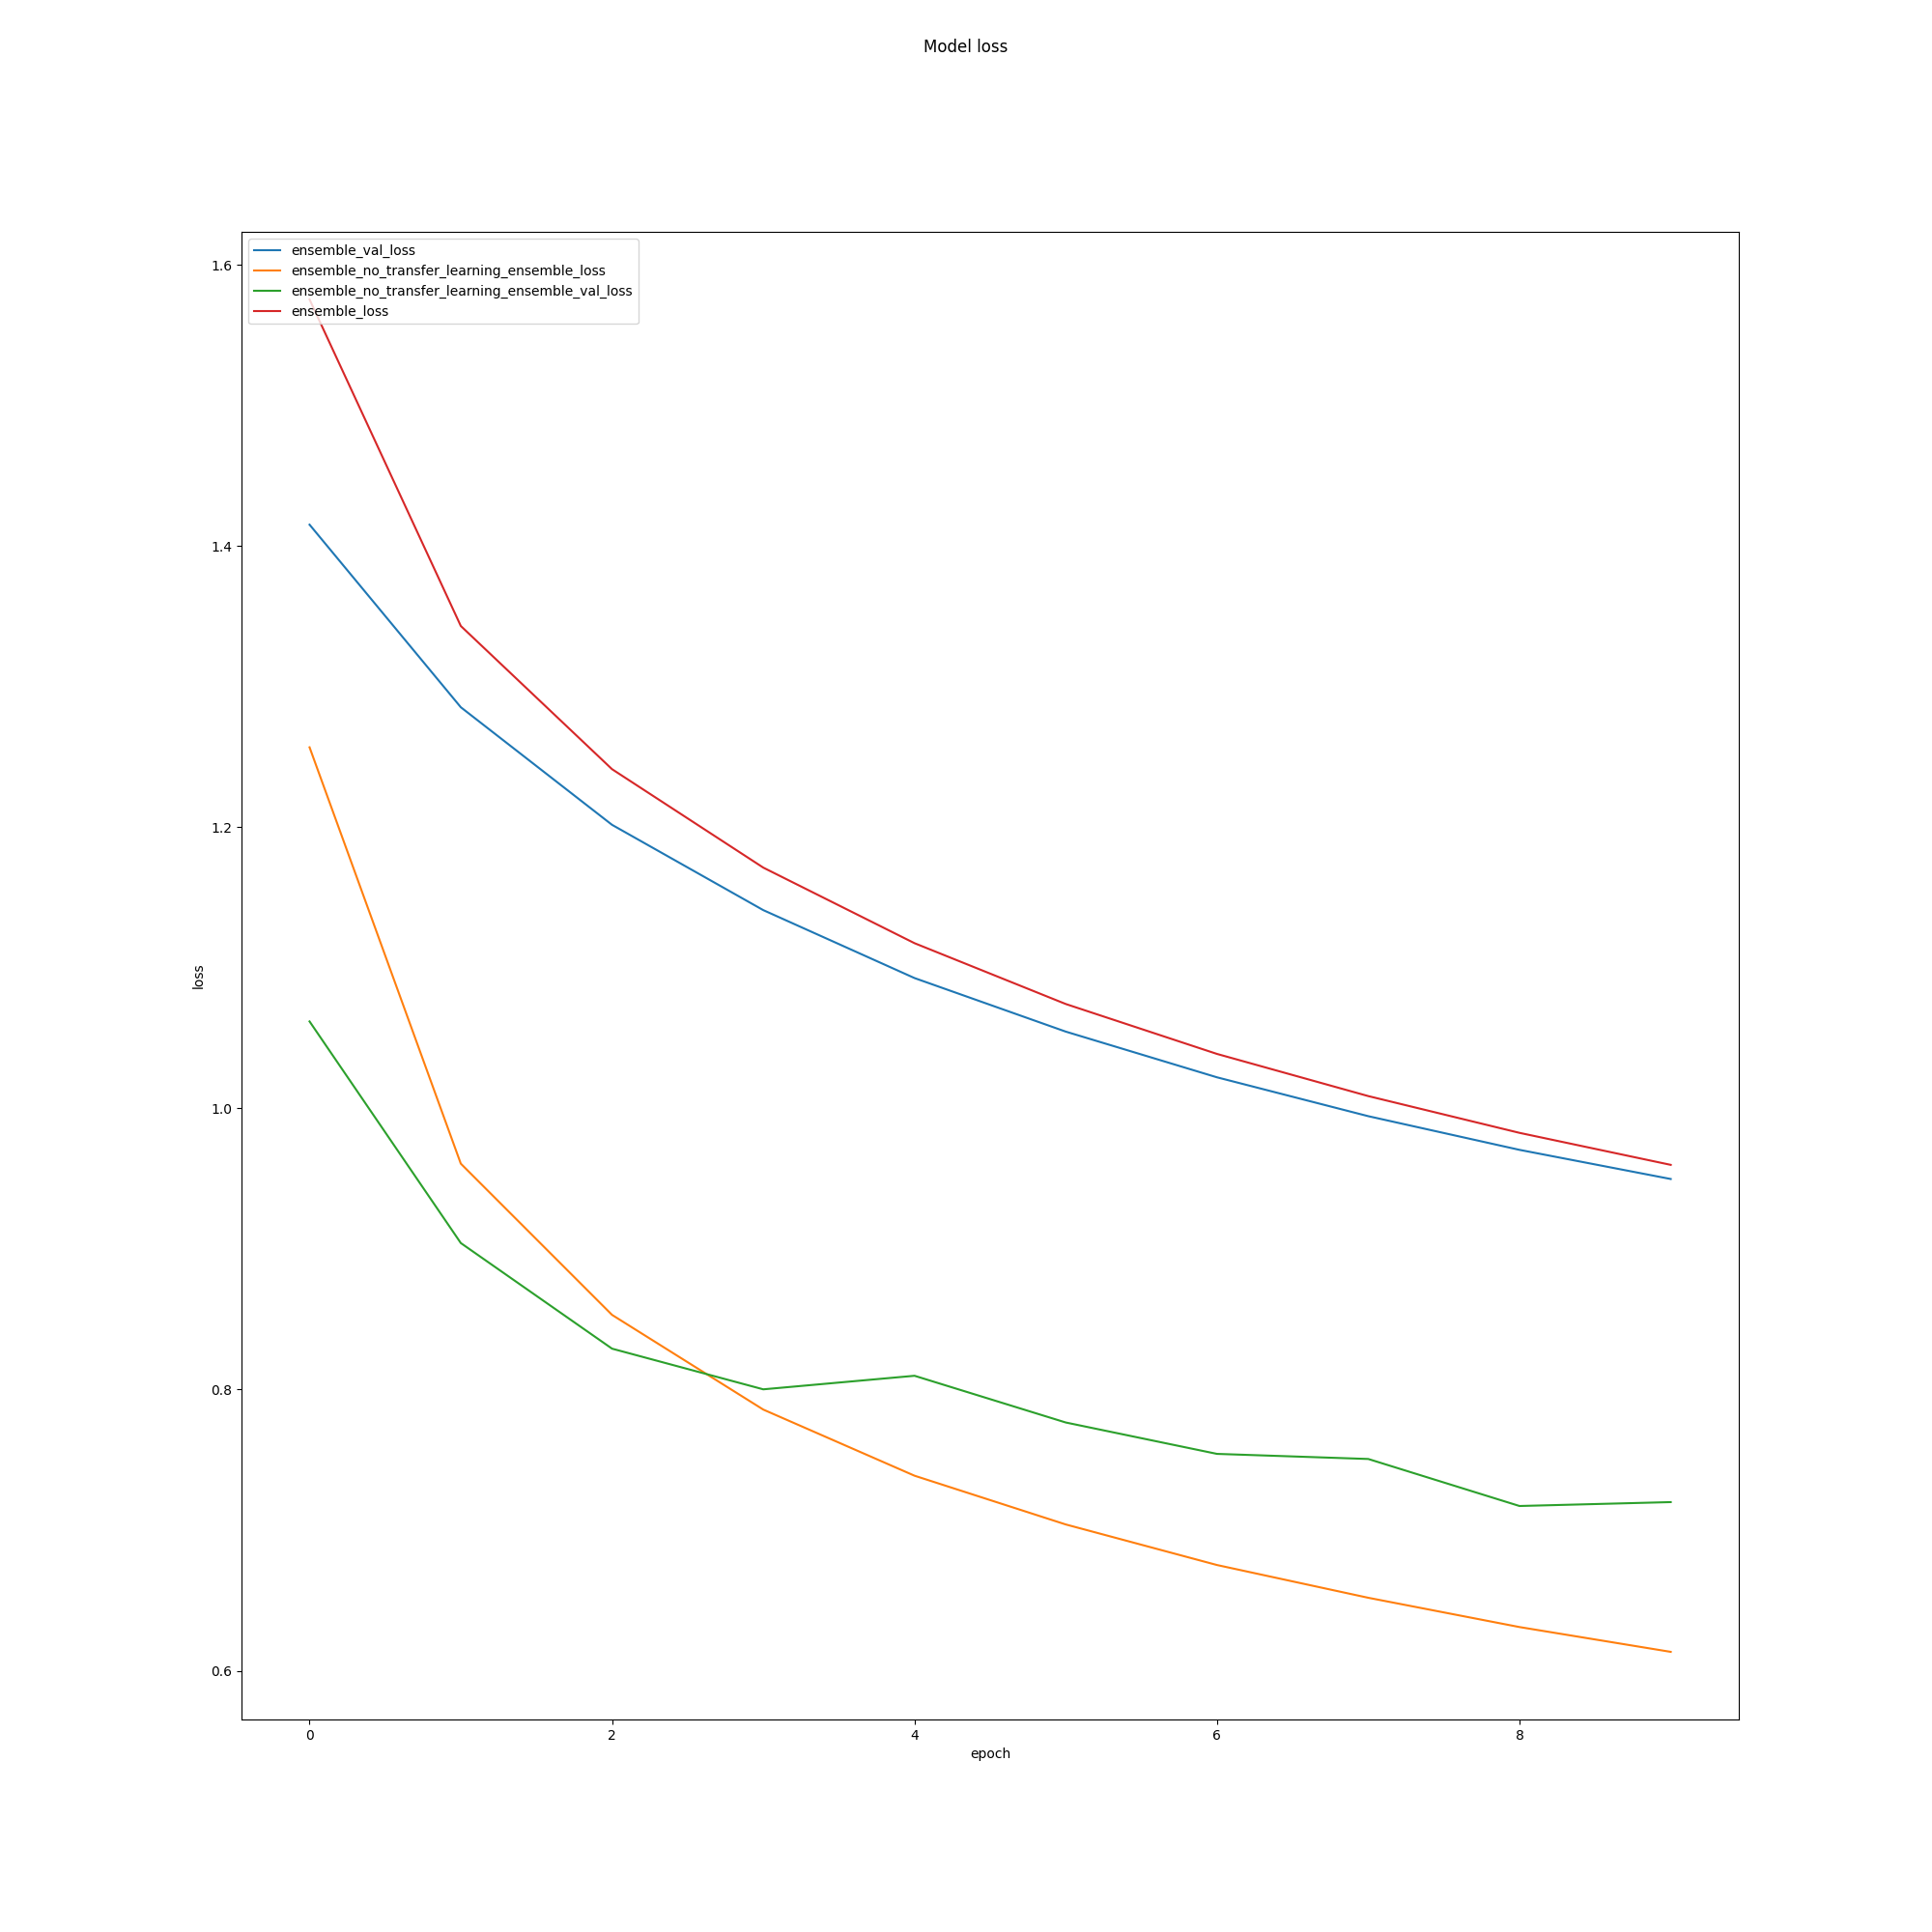 Model loss
ensemble_val_loss
ensemble_no_transfer_learning_ensemble_loss
ensemble_no_transfer_learning_ensemble_val_loss
ensemble_loss
1.6
1.4
1.2
1.0
0.8
0.6
loss
0 2 4 6 8
epoch